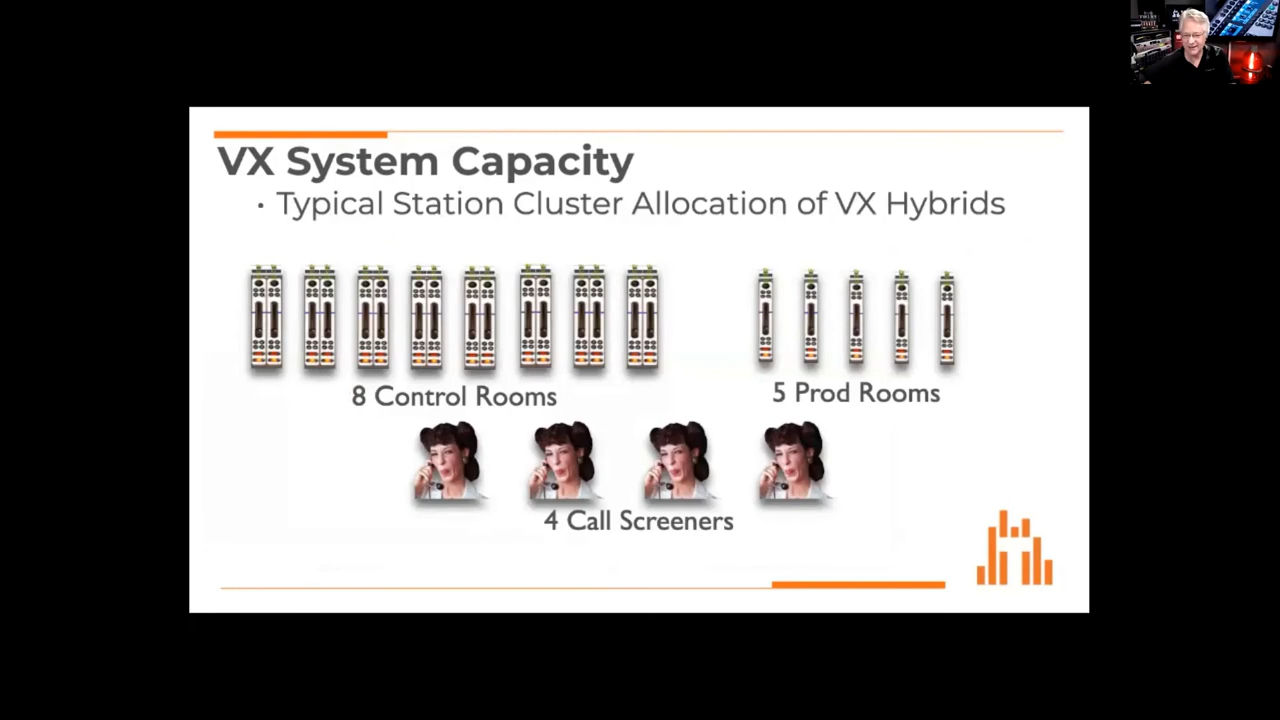 VX System Capacity
• Typical Station Cluster Allocation of VX Hybrids
8 Control Rooms
5 Prod Rooms
4 Call Screeners